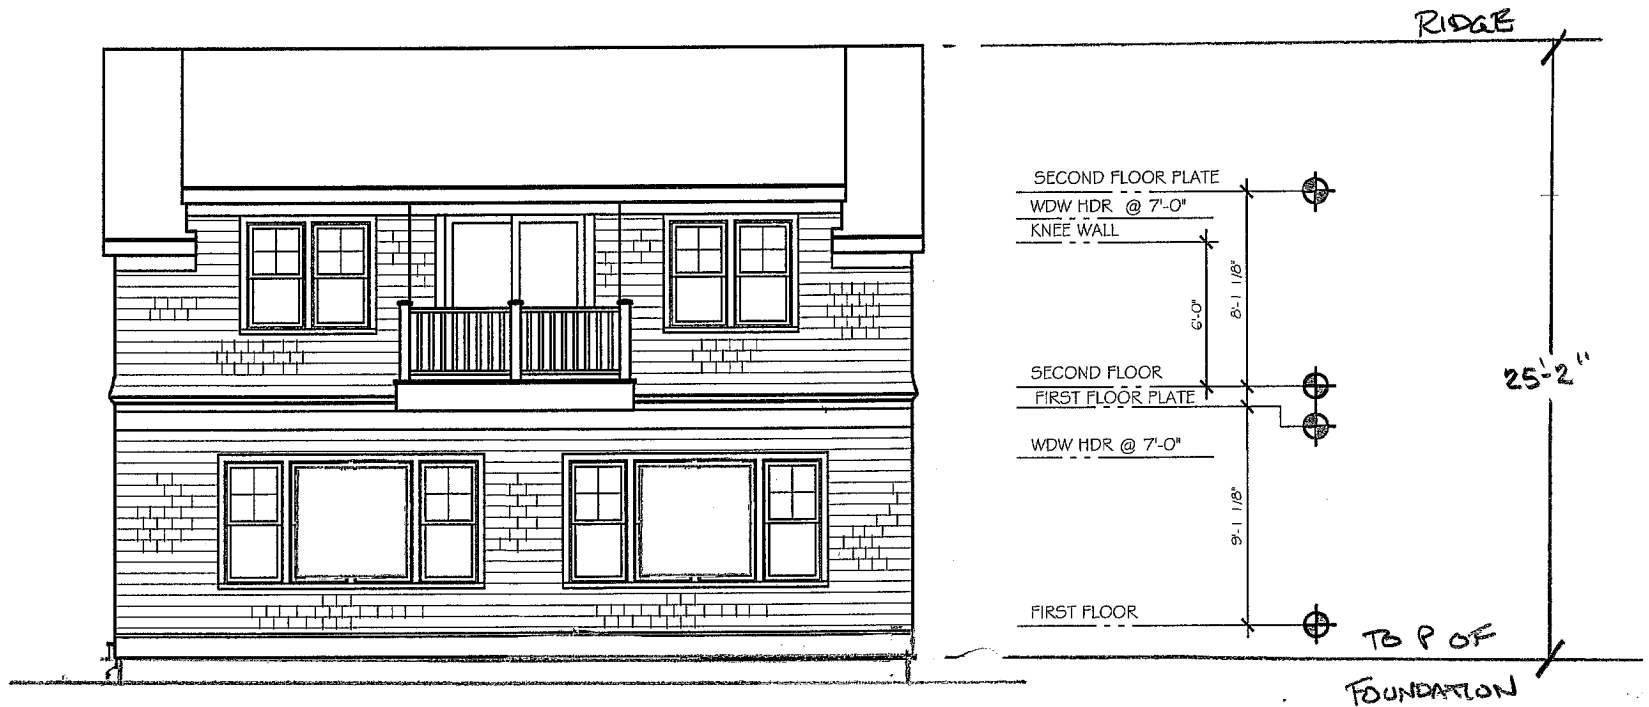 RIDGE
SECOND FLOOR PLATE
WDW HDR @ 7'-0"
KNEE WALL
6'-0"
8'-1 1/8"
SECOND FLOOR
FIRST FLOOR PLATE
25'-2"
WDW HDR @ 7'-0"
9'-1 1/8"
FIRST FLOOR
TOP OF
FOUNDATION